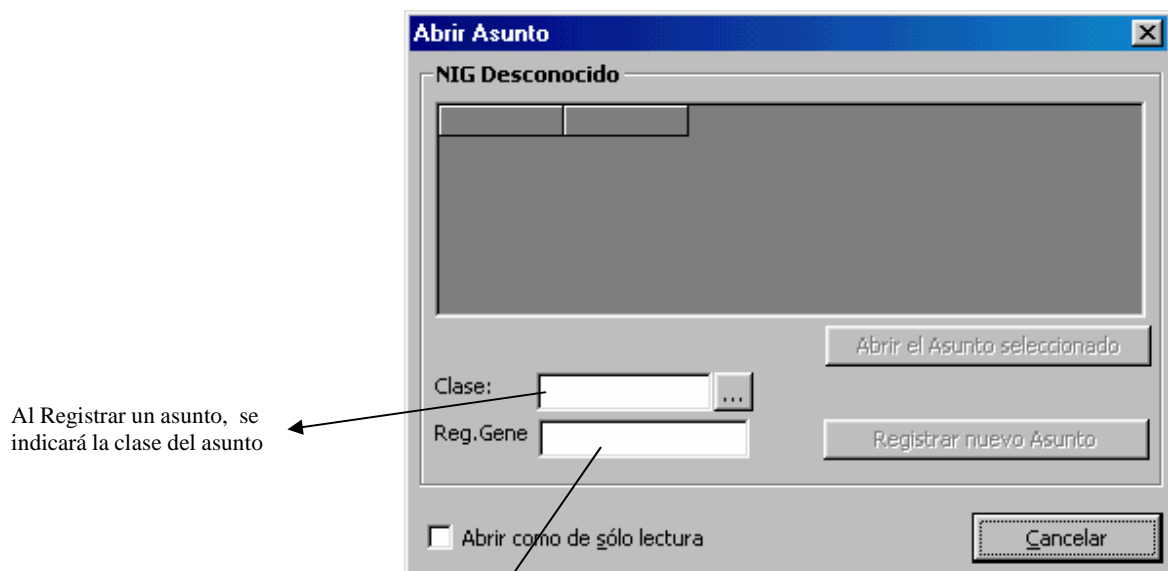 Abrir Asunto
NIG Desconocido
Abrir el Asunto seleccionado
Clase:
...
Al Registrar un asunto, se
indicará la clase del asunto
Reg.Gene
Registrar nuevo Asunto
Abrir como de sólo lectura
Cancelar